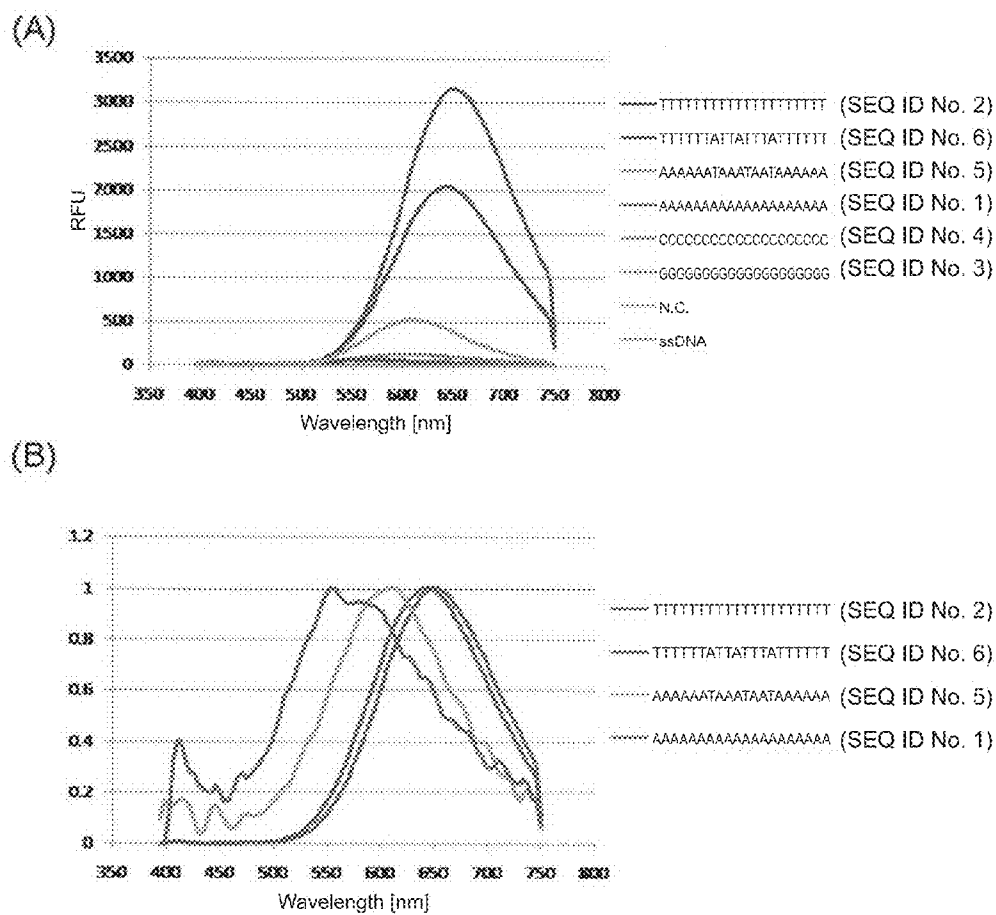 (A)
3500
3000
2500
2000
1500
1000
500
0
RFU
350 400 450 500 550 600 650 700 750 800
Wavelength [nm]
TTTTTTTTTTTTTTTTTTTT (SEQ ID No. 2)
TTTTTTATTATTTATTTTTT (SEQ ID No. 6)
AAAAAATAAATAATAAAAAA (SEQ ID No. 5)
AAAAAAAAAAAAAAAAAAAA (SEQ ID No. 1)
CCCCCCCCCCCCCCCCCCCC (SEQ ID No. 4)
GGGGGGGGGGGGGGGGGGGG (SEQ ID No. 3)
N.C.
ssDNA
(B)
1.2
1
0.8
0.6
0.4
0.2
0
350 400 450 500 550 600 650 700 750 800
Wavelength [nm]
TTTTTTTTTTTTTTTTTTTT (SEQ ID No. 2)
TTTTTTATTATTTATTTTTT (SEQ ID No. 6)
AAAAAATAAATAATAAAAAA (SEQ ID No. 5)
AAAAAAAAAAAAAAAAAAAA (SEQ ID No. 1)